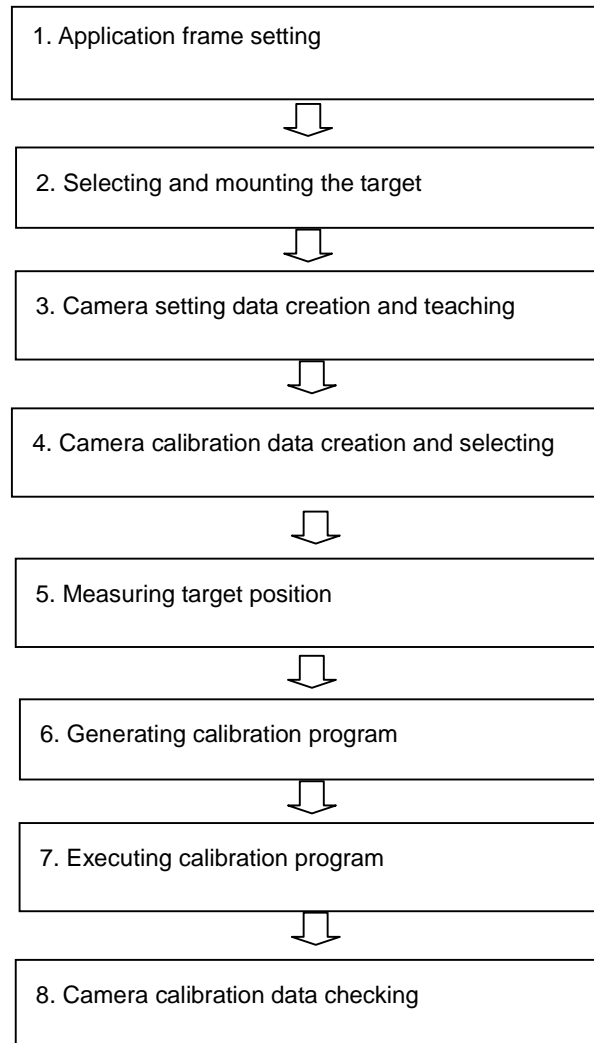 1. Application frame setting
2. Selecting and mounting the target
3. Camera setting data creation and teaching
4. Camera calibration data creation and selecting
5. Measuring target position
6. Generating calibration program
7. Executing calibration program
8. Camera calibration data checking